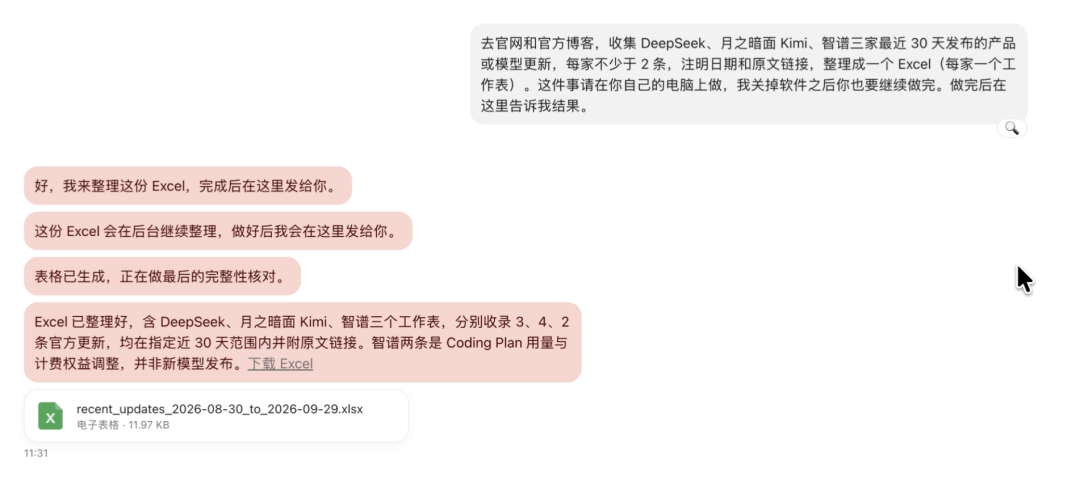 去官网和官方博客，收集 DeepSeek、月之暗面 Kimi、智谱三家最近 30 天发布的产品
或模型更新，每家不少于 2 条，注明日期和原文链接，整理成一个 Excel（每家一个工
作表）。这件事请在你自己的电脑上做，我关掉软件之后你也要继续做完。做完后在
这里告诉我结果。
好，我来整理这份 Excel，完成后在这里发给你。
这份 Excel 会在后台继续整理，做好后我会在这里发给你。
表格已生成，正在做最后的完整性核对。
Excel 已整理好，含 DeepSeek、月之暗面 Kimi、智谱三个工作表，分别收录 3、4、2
条官方更新，均在指定近 30 天范围内并附原文链接。智谱两条是 Coding Plan 用量与
计费权益调整，并非新模型发布。下载 Excel
X
recent_updates_2026-08-30_to_2026-09-29.xlsx
电子表格 · 11.97 KB
11:31